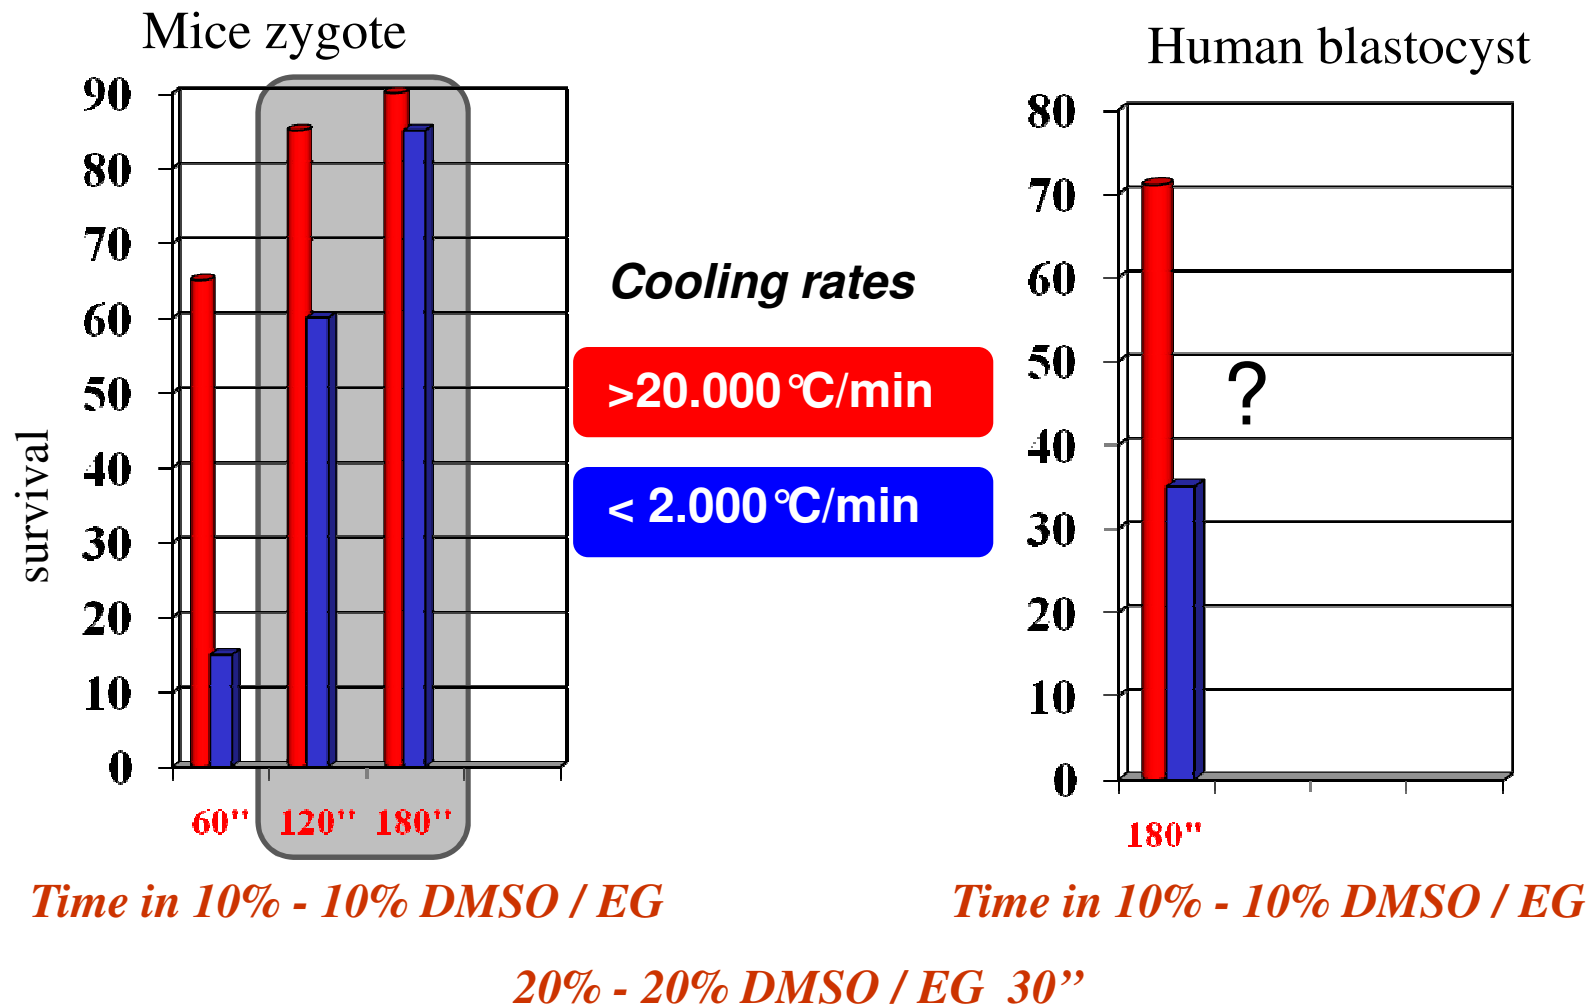 Mice zygote
90
80
70
60
50
40
30
20
10
0
survival
60" 120" 180"
Time in 10% - 10% DMSO / EG
Cooling rates
>20.000°C/min
< 2.000°C/min
Human blastocyst
80
70
60
50
40
30
20
10
0
?
180"
Time in 10% - 10% DMSO / EG
20% - 20% DMSO / EG 30”